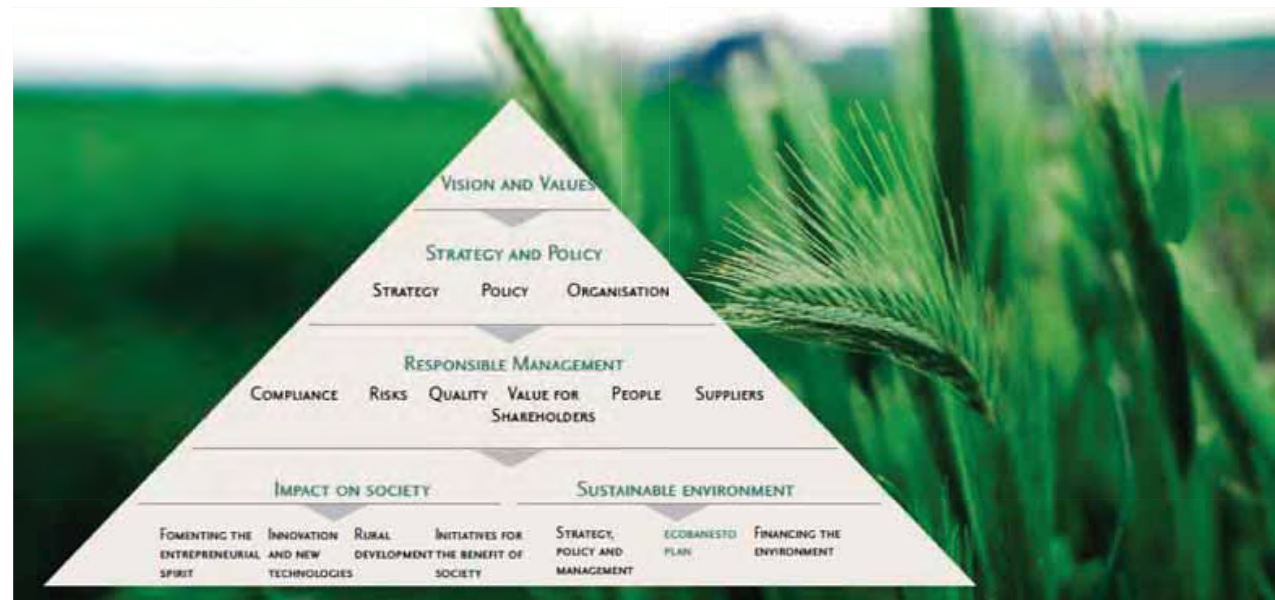 Vision and Values
Strategy and Policy
Strategy Policy Organisation
Responsible Management
Compliance Risks Quality Value for Shareholders People Suppliers
Impact on society
Sustainable environment
Fomenting the
entrepreneurial
spirit
Innovation
and new
technologies
Rural
development
Initiatives for
the benefit of
society
Strategy,
policy and
management
Ecobanesto
plan
Financing the
environment